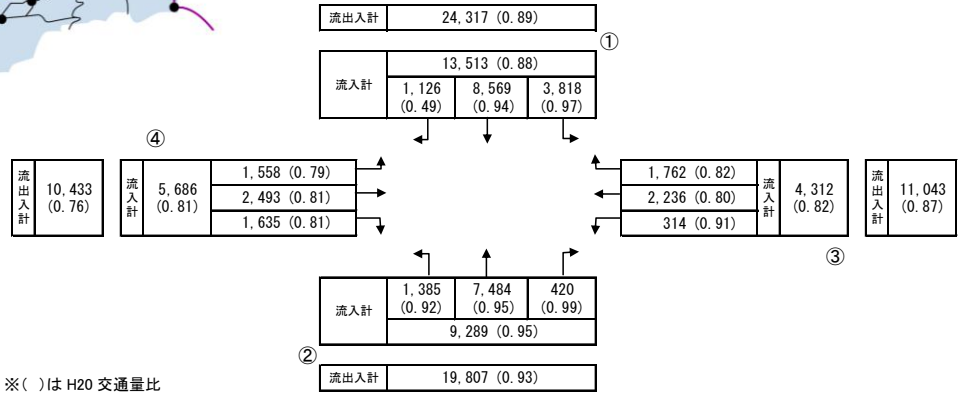 流出入計 24,317 (0.89)
①
流入計 13,513 (0.88)
1,126 (0.49) 8,569 (0.94) 3,818 (0.97)
④
流出入計 10,433 (0.76)
流入計 5,686 (0.81)
1,558 (0.79)
2,493 (0.81)
1,635 (0.81)
1,762 (0.82)
2,236 (0.80)
314 (0.91)
流入計 4,312 (0.82)
流出入計 11,043 (0.87)
③
流入計
1,385 (0.92) 7,484 (0.95) 420 (0.99)
9,289 (0.95)
②
流出入計 19,807 (0.93)
※( )は H20 交通量比